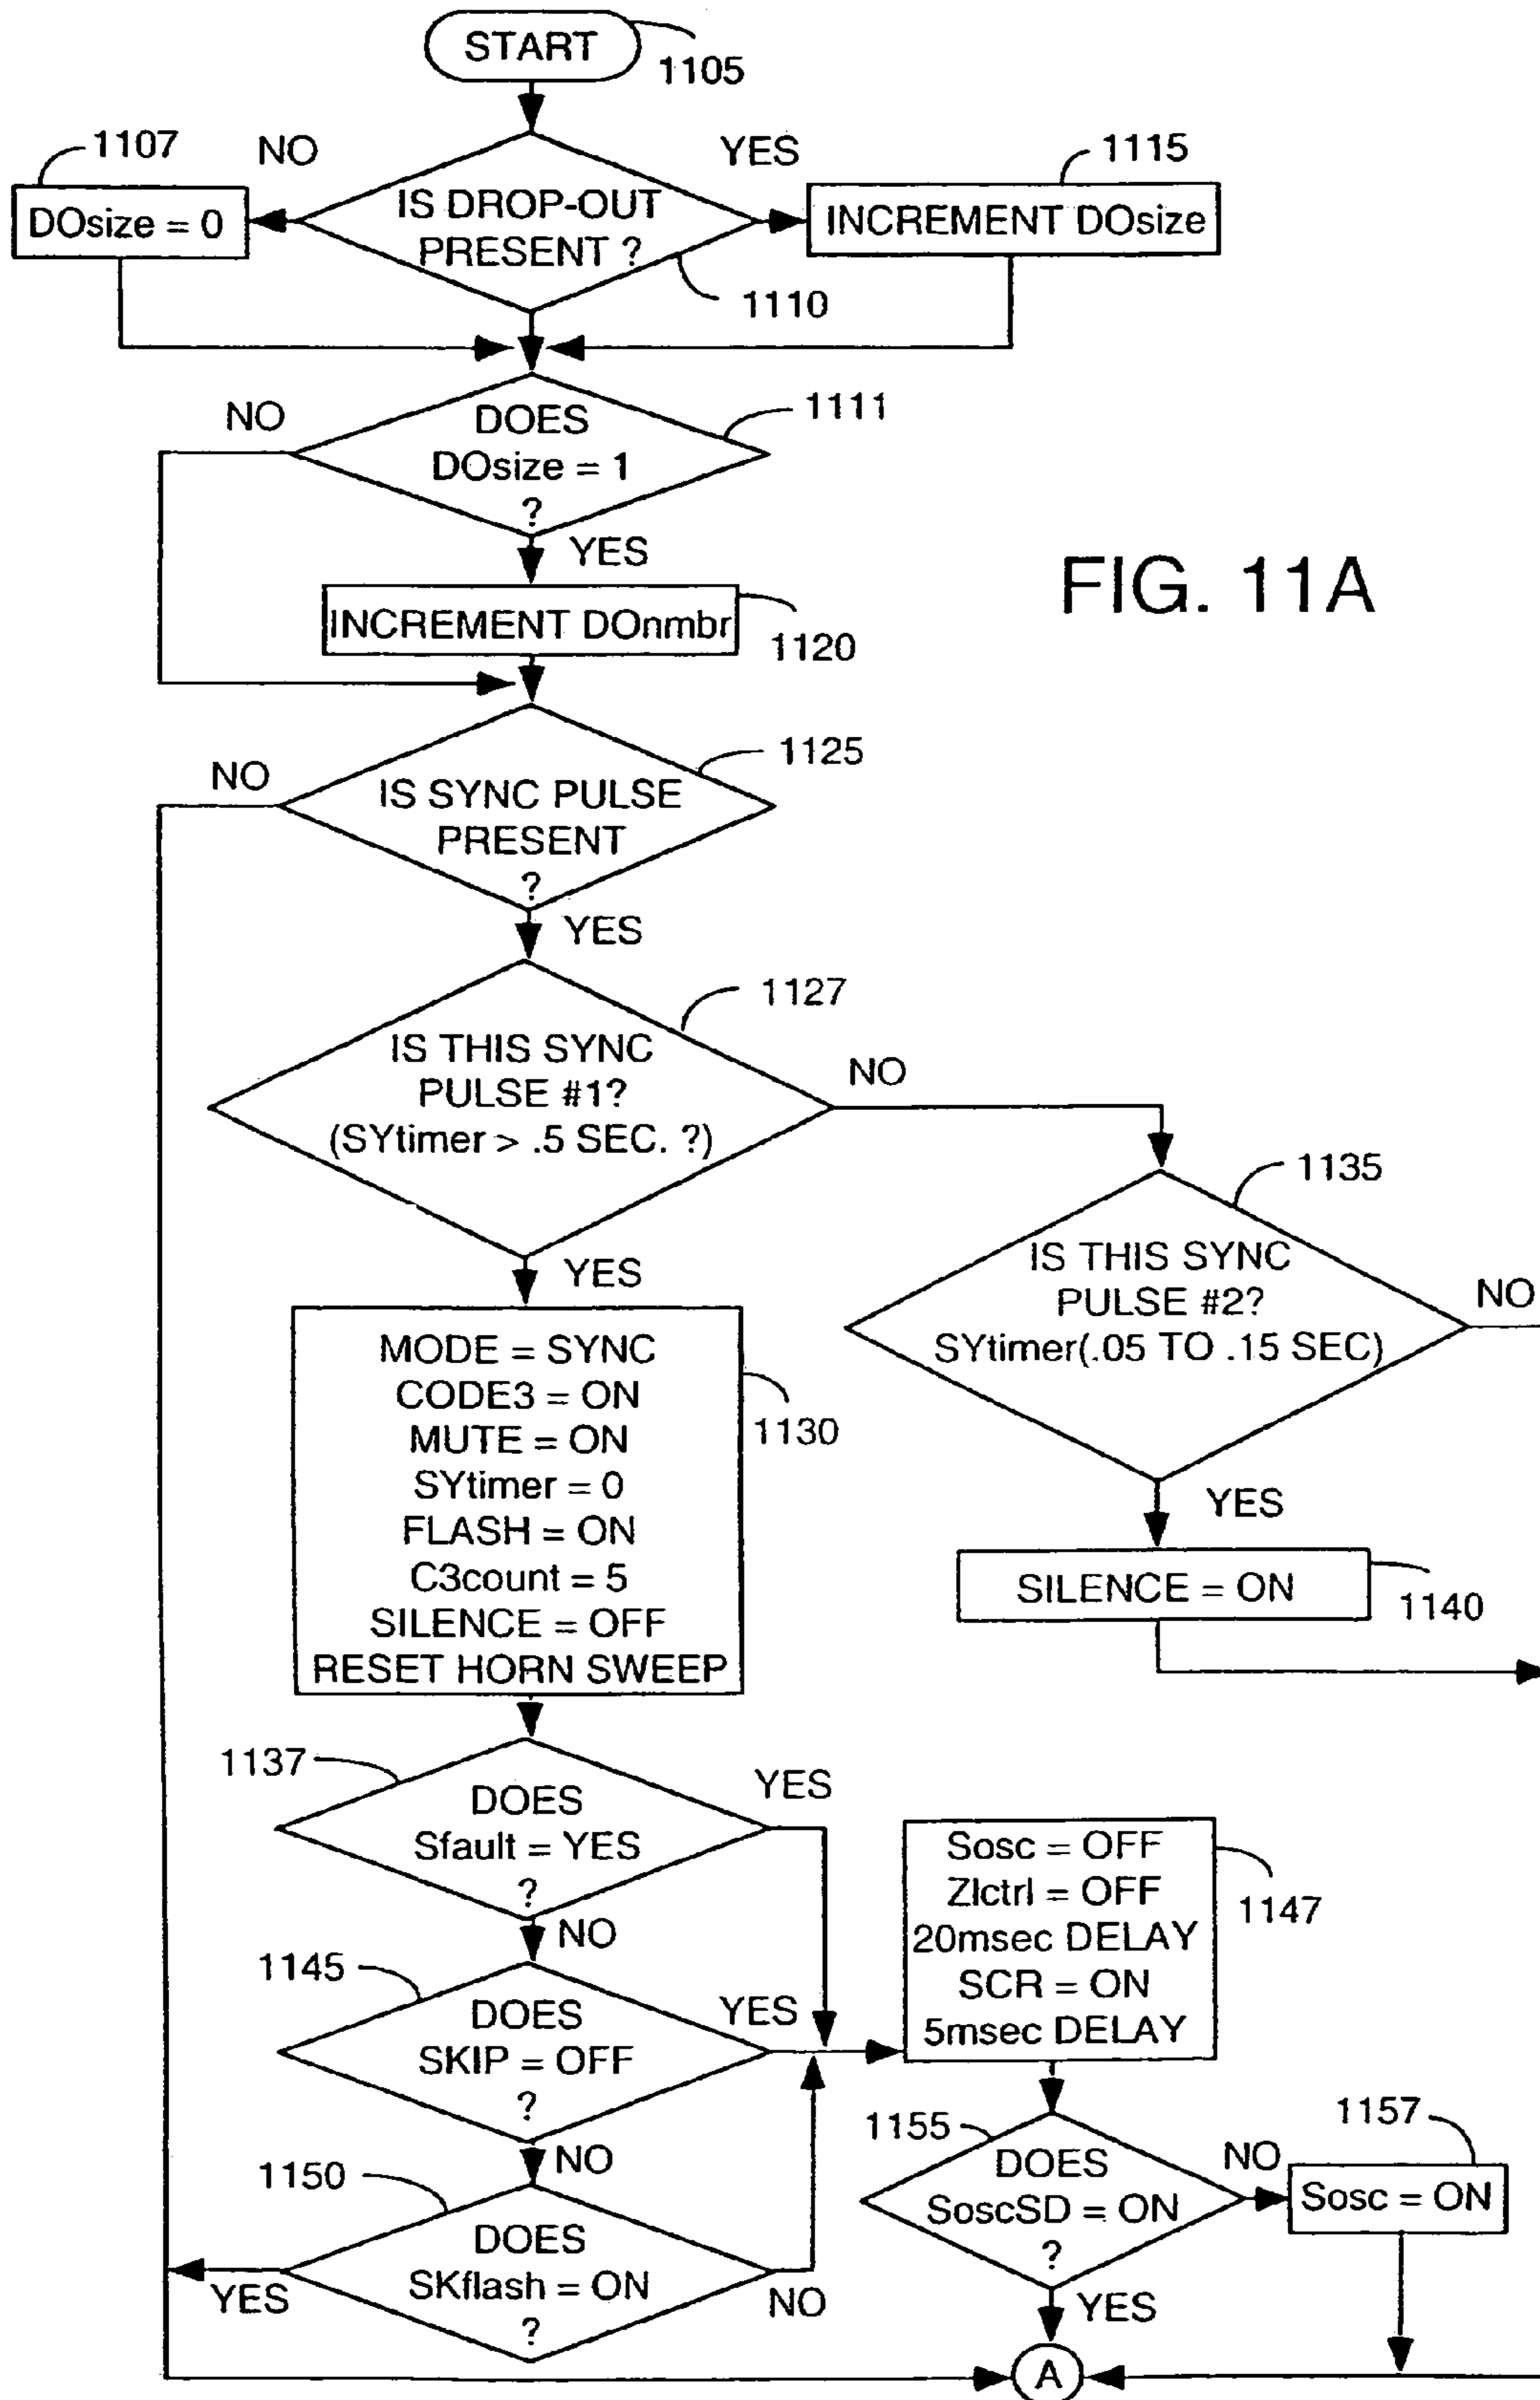 START
1105
1107
NO
YES
1115
DOsize = 0
IS DROP-OUT
PRESENT ?
INCREMENT DOsize
1110
NO
DOES
DOsize = 1
?
1111
YES
FIG. 11A
INCREMENT DOnmbr
1120
NO
IS SYNC PULSE
PRESENT
?
1125
YES
1127
IS THIS SYNC
PULSE #1?
(SYtimer > .5 SEC. ?)
NO
1135
IS THIS SYNC
PULSE #2?
SYtimer(.05 TO .15 SEC)
NO
YES
MODE = SYNC
CODE3 = ON
MUTE = ON
SYtimer = 0
FLASH = ON
C3count = 5
SILENCE = OFF
RESET HORN SWEEP
1130
YES
SILENCE = ON
1140
1137
DOES
Sfault = YES
?
YES
NO
Sosc = OFF
ZIctrl = OFF
20msec DELAY
SCR = ON
5msec DELAY
1147
1145
DOES
SKIP = OFF
?
YES
NO
1150
DOES
SKflash = ON
?
YES
NO
1155
DOES
SoscSD = ON
?
NO
1157
Sosc = ON
YES
A